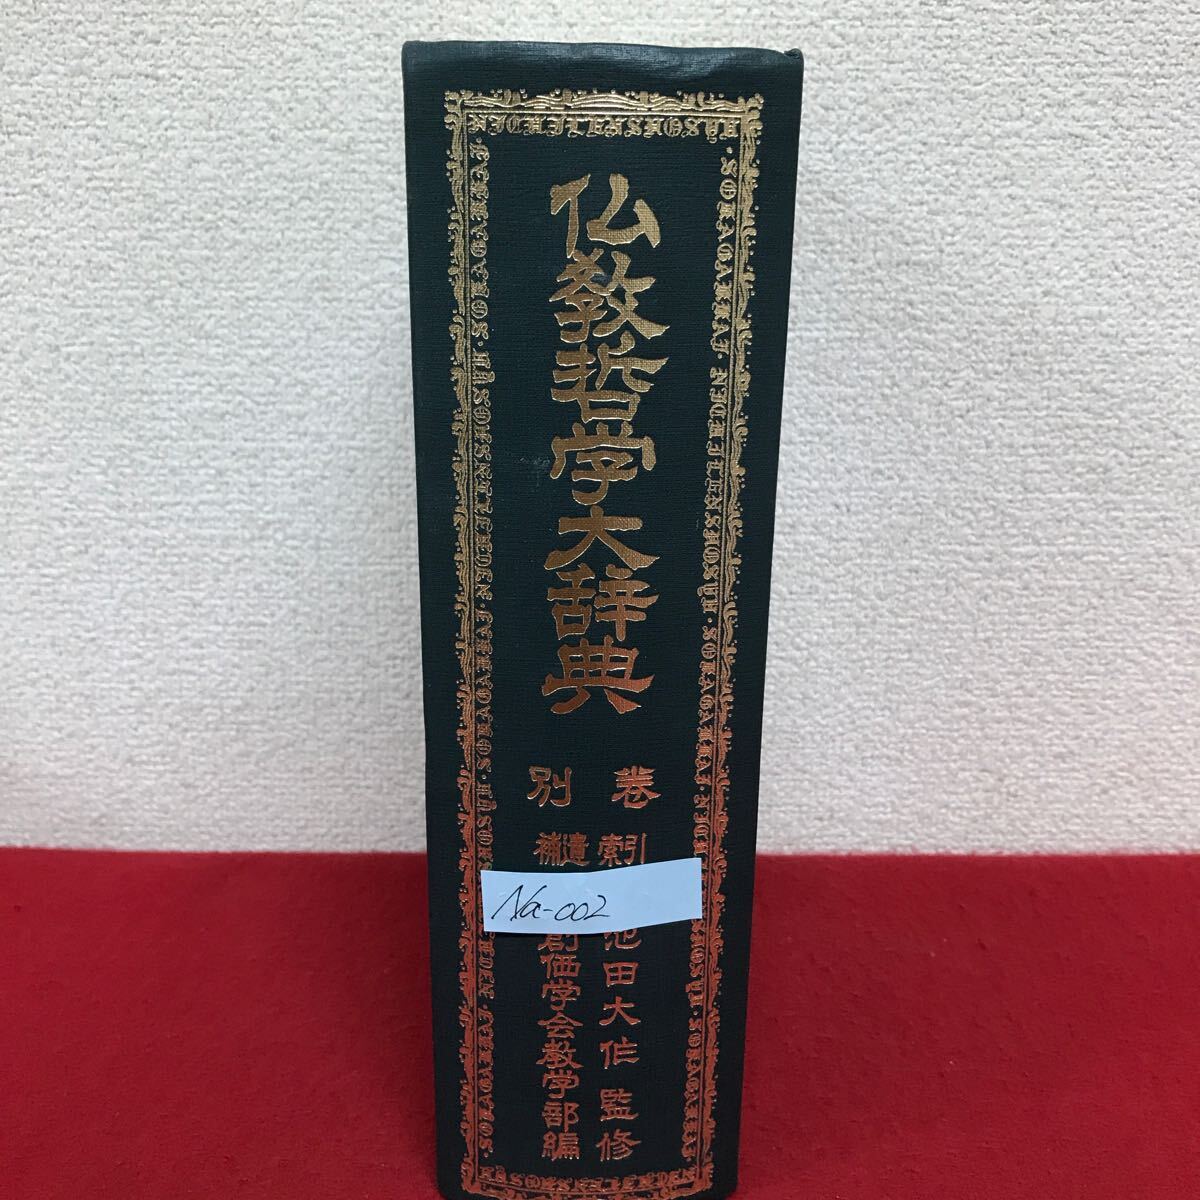 仏教哲学大辞典
別巻
索引
補遺
池田大作 監修
創価学会教学部編
Na-002